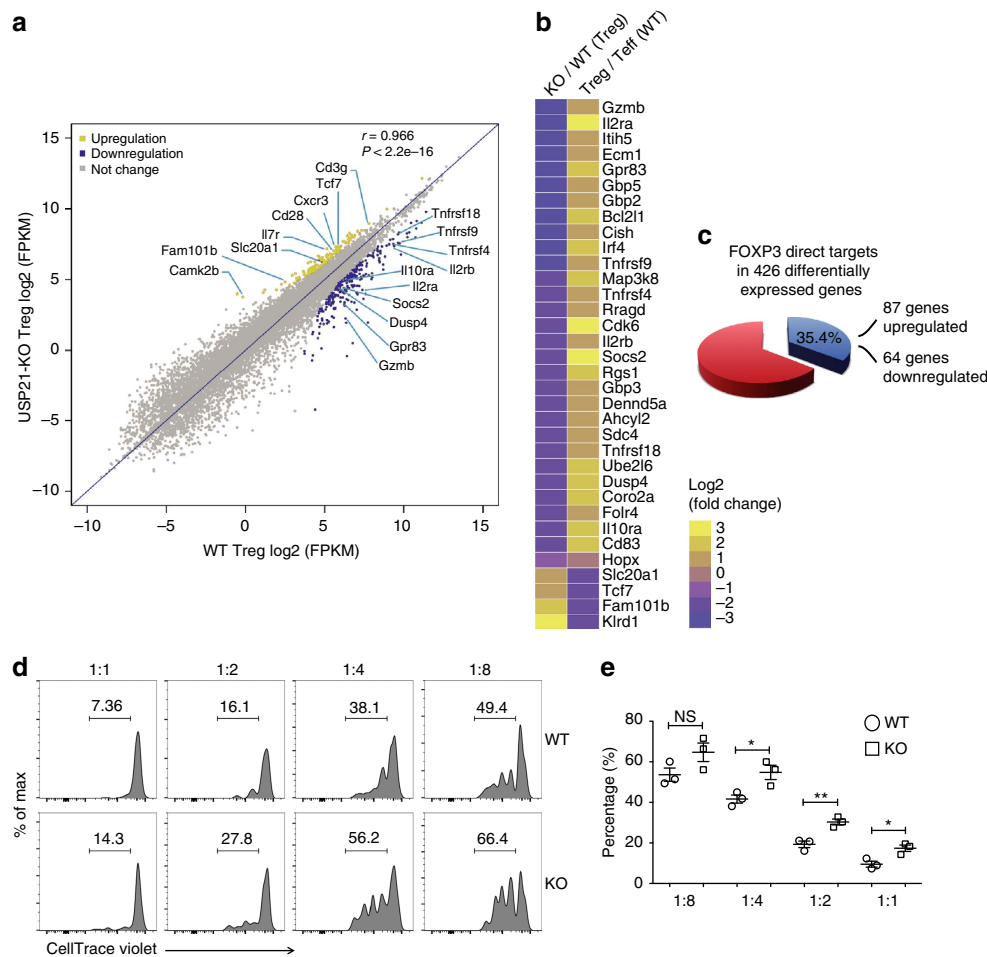 a
15
10
5
0
−5
−10
−10
−5
0
5
10
15
USP21-KO Treg log2 (FPKM)
WT Treg log2 (FPKM)
Upregulation
Downregulation
Not change
r = 0.966
P < 2.2e−16
Cd3g
Tcf7
Cxcr3
Cd28
Il7r
Slc20a1
Fam101b
Camk2b
Tnfrsf18
Tnfrsf9
Tnfrsf4
Il2rb
Il10ra
Il2ra
Socs2
Dusp4
Gpr83
Gzmb
b
KO / WT (Treg)
Treg / Teff (WT)
Gzmb
Il2ra
Itih5
Ecm1
Gpr83
Gbp5
Gbp2
Bcl2l1
Cish
Irf4
Tnfrsf9
Map3k8
Tnfrsf4
Rragd
Cdk6
Il2rb
Socs2
Rgs1
Gbp3
Dennd5a
Ahcyl2
Sdc4
Tnfrsf18
Ube2l6
Dusp4
Coro2a
Folr4
Il10ra
Cd83
Hopx
Slc20a1
Tcf7
Fam101b
Klrd1
Log2
(fold change)
3
2
1
0
−1
−2
−3
c
FOXP3 direct targets
in 426 differentially
expressed genes
35.4%
87 genes
upregulated
64 genes
downregulated
d
1:1 1:2 1:4 1:8
7.36 16.1 38.1 49.4
WT
14.3 27.8 56.2 66.4
KO
% of max
CellTrace violet
e
WT
KO
Percentage (%)
80
60
40
20
0
NS
*
**
*
1:8 1:4 1:2 1:1